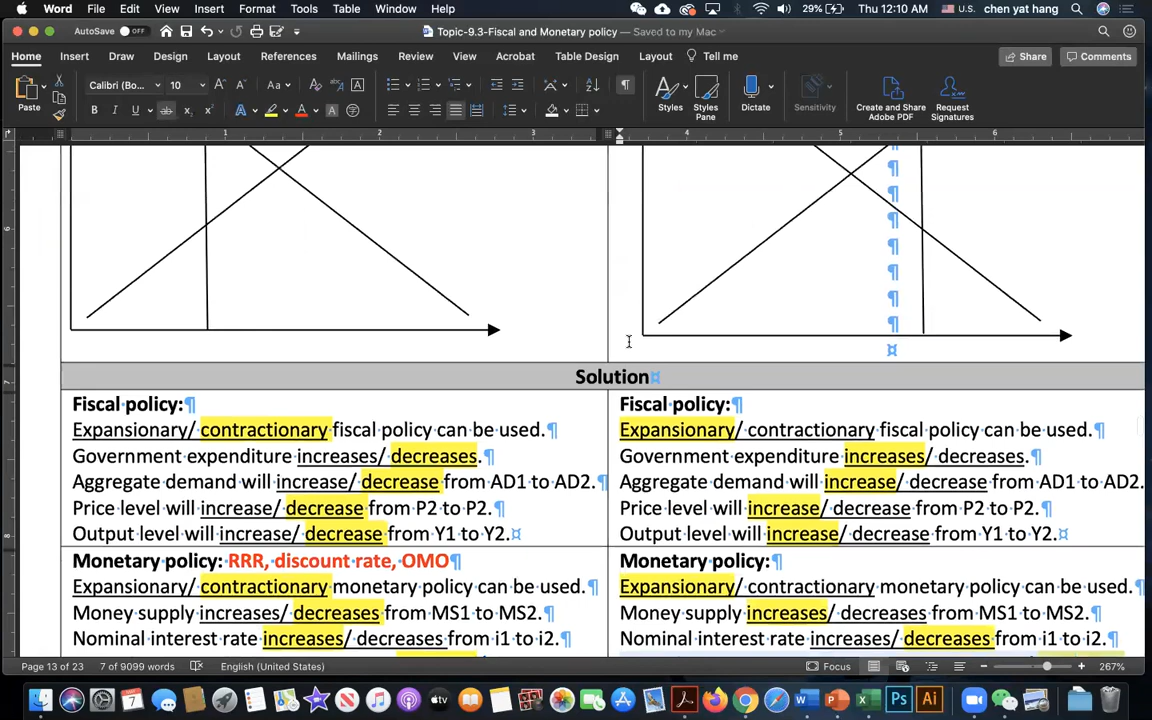 Word File Edit View Insert Format Tools Table Window Help 29% U.S. Thu 12:10 AM chen yat hang
AutoSave OFF Topic-9.3-Fiscal and Monetary policy — Saved to my Mac
Home Insert Draw Design Layout References Mailings Review View Acrobat Table Design Layout Tell me Share Comments
Paste Calibri (Bo... 10 Styles Styles Pane Dictate Sensitivity Create and Share Adobe PDF Request Signatures
1 2 3 4 5 6
6
7
8
Solution¤
Fiscal policy:¶
Expansionary/ contractionary fiscal policy can be used.¶
Government expenditure increases/ decreases.¶
Aggregate demand will increase/ decrease from AD1 to AD2.¶
Price level will increase/ decrease from P2 to P2.¶
Output level will increase/ decrease from Y1 to Y2.¤
Fiscal policy:¶
Expansionary/ contractionary fiscal policy can be used.¶
Government expenditure increases/ decreases.¶
Aggregate demand will increase/ decrease from AD1 to AD2.
Price level will increase/ decrease from P2 to P2.¶
Output level will increase/ decrease from Y1 to Y2.¤
Monetary policy: RRR, discount rate, OMO¶
Expansionary/ contractionary monetary policy can be used.¶
Money supply increases/ decreases from MS1 to MS2.¶
Nominal interest rate increases/ decreases from i1 to i2.¶
Monetary policy:¶
Expansionary/ contractionary monetary policy can be used.¶
Money supply increases/ decreases from MS1 to MS2.¶
Nominal interest rate increases/ decreases from i1 to i2.¶
Page 13 of 23 7 of 9099 words English (United States) Focus 267%